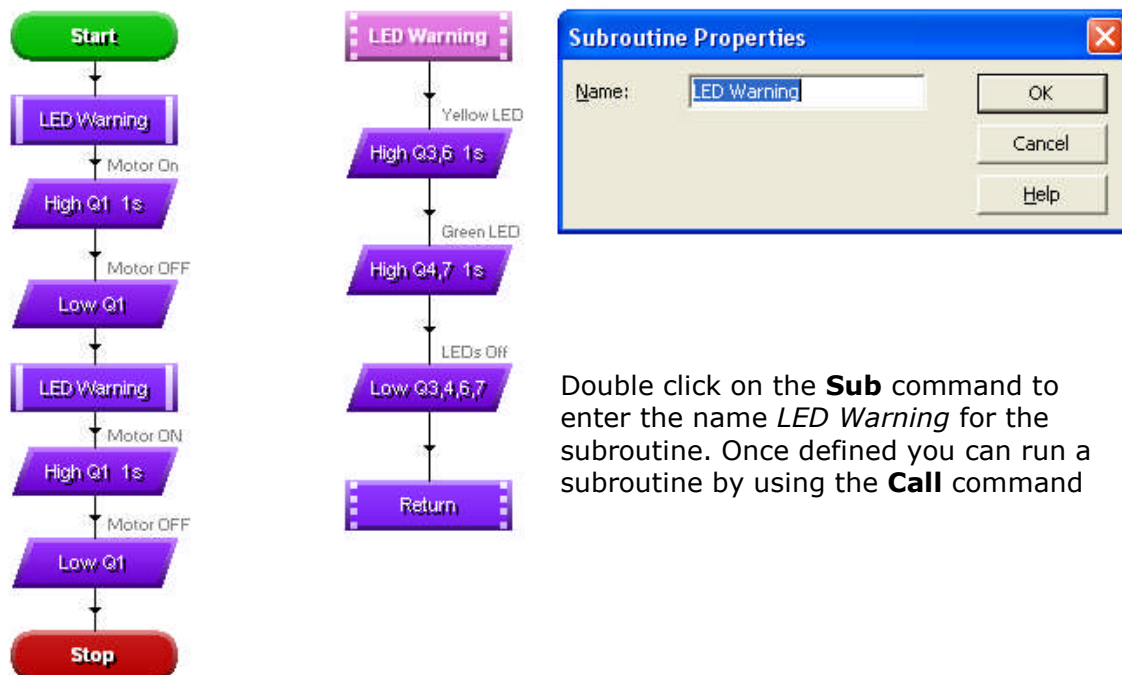 Start
LED Warning
Motor On
High Q1 1s
Motor OFF
Low Q1
LED Warning
Motor ON
High Q1 1s
Motor OFF
Low Q1
Stop
LED Warning
Yellow LED
High Q3,6 1s
Green LED
High Q4,7 1s
LEDs Off
Low Q3,4,6,7
Return
Subroutine Properties
Name:
LED Warning
OK
Cancel
Help
Double click on the Sub command to
enter the name LED Warning for the
subroutine. Once defined you can run a
subroutine by using the Call command